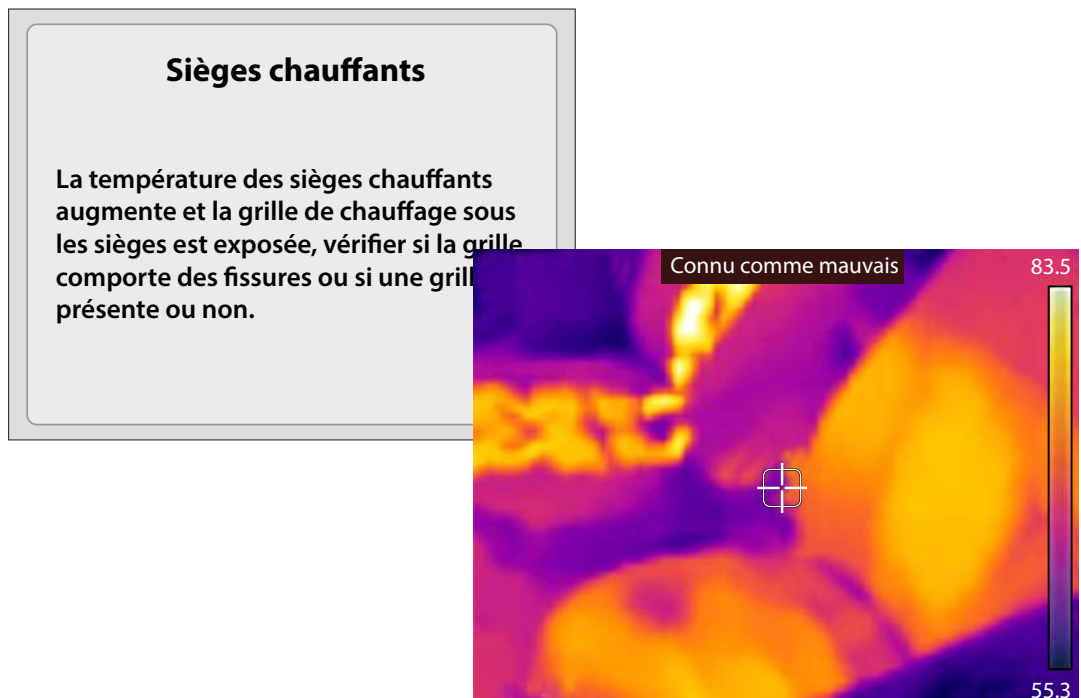 Sièges chauffants
La température des sièges chauffants
augmente et la grille de chauffage sous
les sièges est exposée, vérifier si la grille
comporte des fissures ou si une
présente ou non.
Connu comme mauvais
83.5
55.3